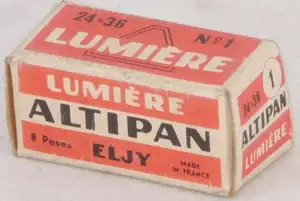 24×36 Nº1
LUMIÈRE
LUMIÈRE
ALTIPAN
8 Poses ELJY MADE
IN FRANCE
24×36 1
ALTIPAN
LUMIÈRE